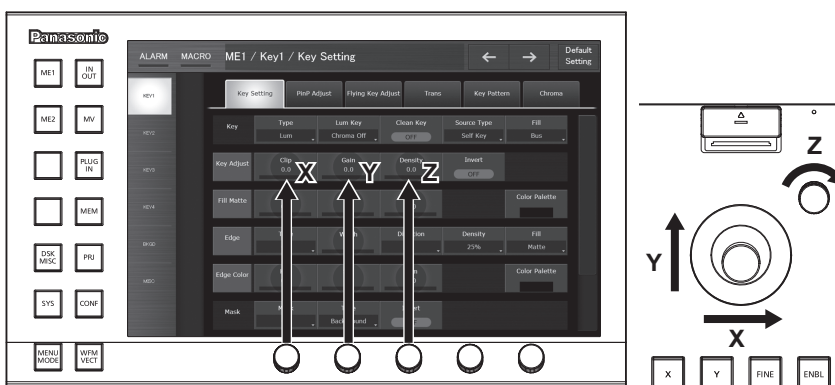 Panasonic
ME1
IN OUT
ME2
MV
PLUG IN
MEM
DSK MISC
PRJ
SYS
CONF
MENU MODE
WFM VECT
ALARM MACRO ME1 / Key1 / Key Setting ← → Default Setting
KEY1
KEY2
KEY3
KEY4
BKGD
MISC
Key Setting PinP Adjust Flying Key Adjust Trans Key Pattern Chroma
Key Type Lum Key Clean Key Source Type Fill
Lum Chroma Off OFF Self Key Bus
Key Adjust Clip Gain Density Invert
0.0 0.0 0.0 OFF
X Y Z
Fill Matte Color Palette
Edge Density Fill
25% Matte
Edge Color Color Palette
Mask
Z
Y
X
X Y FINE ENBL